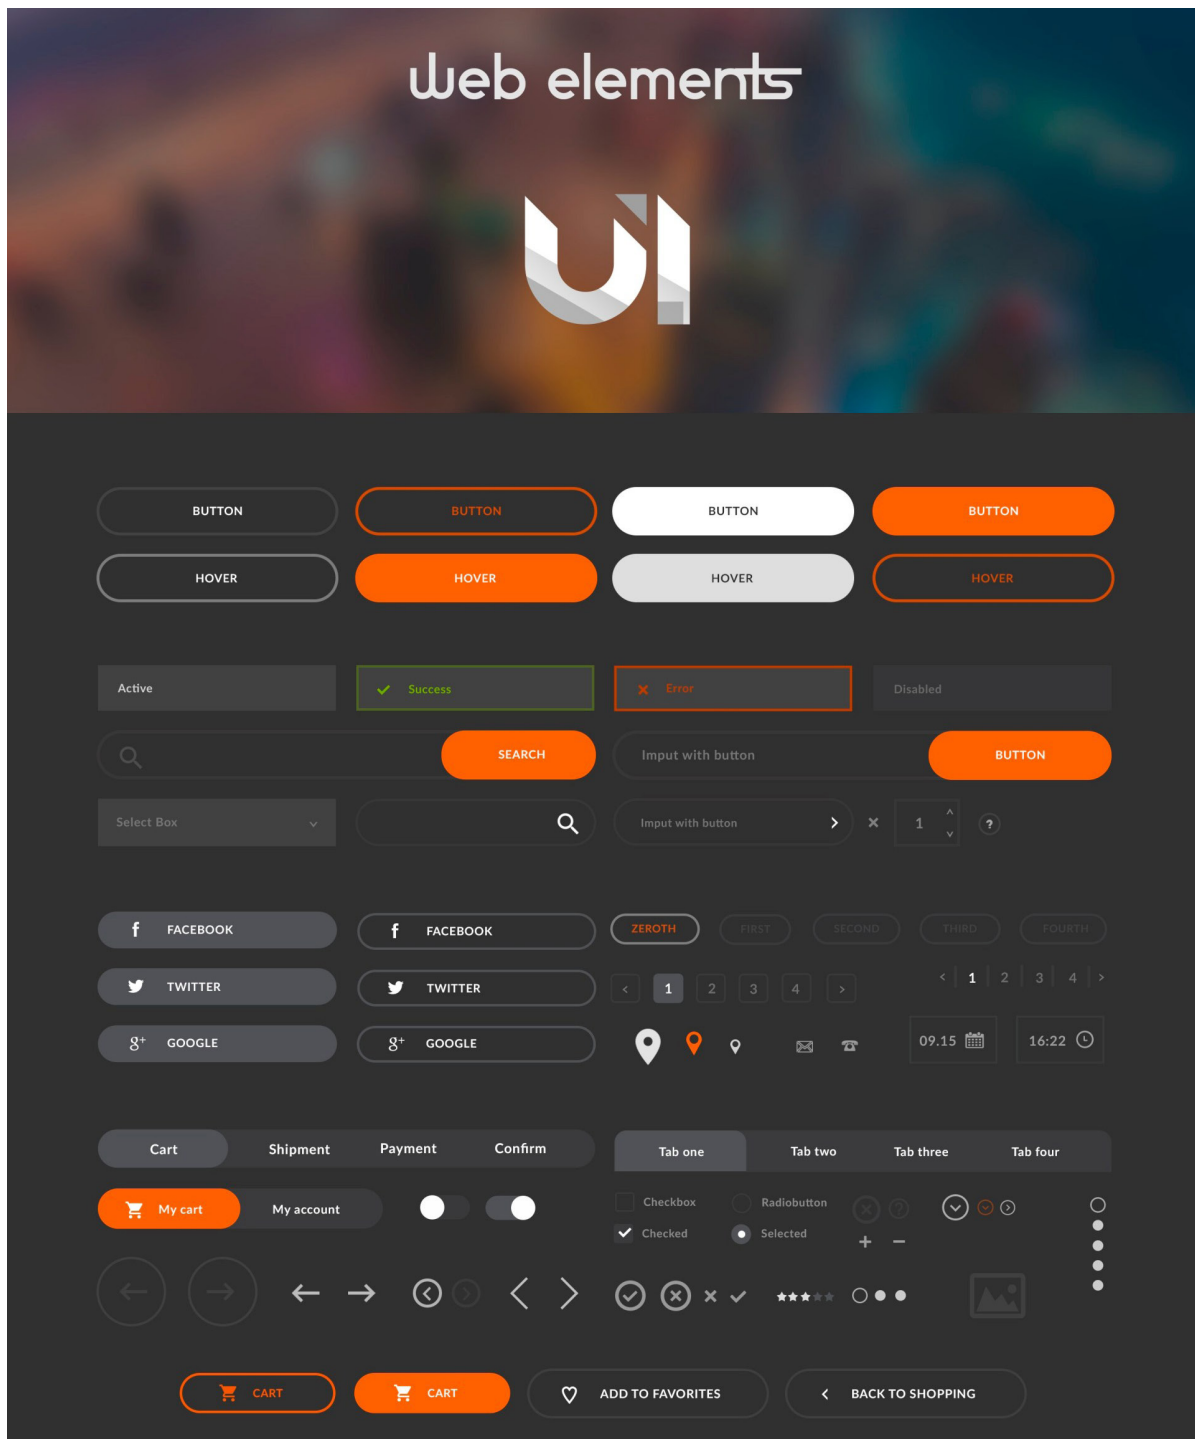 web elements
UI
BUTTON BUTTON BUTTON BUTTON
HOVER HOVER HOVER HOVER
Active Success Error Disabled
SEARCH Imput with button BUTTON
Select Box Imput with button 1 ?
f FACEBOOK f FACEBOOK ZEROTH FIRST SECOND THIRD FOURTH
TWITTER TWITTER < 1 2 3 4 > < 1 2 3 4 >
g+ GOOGLE g+ GOOGLE 09.15 16:22
Cart Shipment Payment Confirm Tab one Tab two Tab three Tab four
My cart My account Checkbox Radiobutton ?
Checked Selected + −
CART CART ADD TO FAVORITES < BACK TO SHOPPING